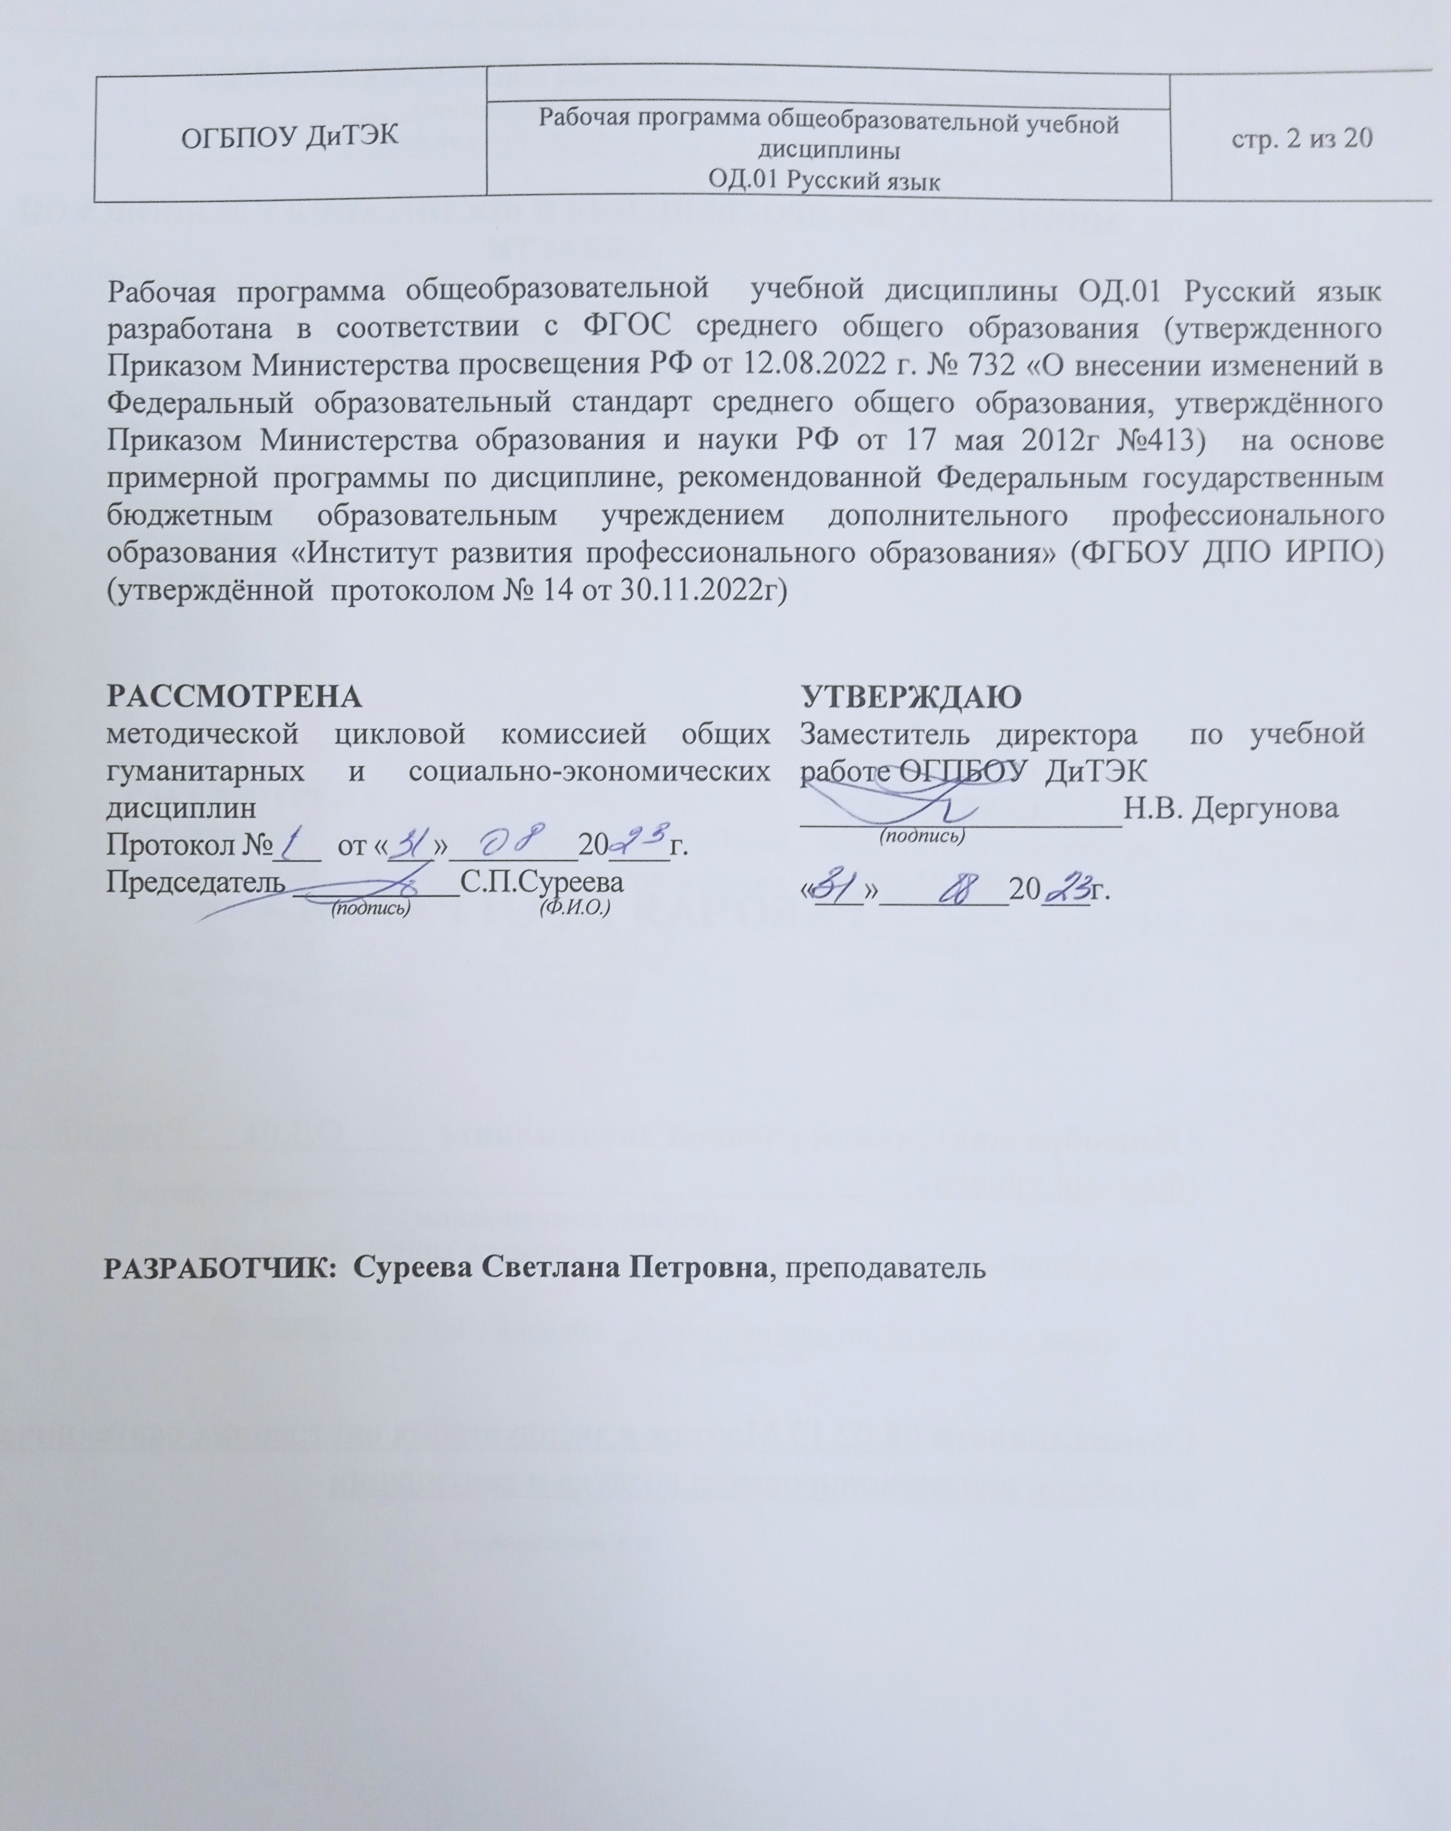 ОГБПОУ ДиТЭК
Рабочая программа общеобразовательной учебной
дисциплины
ОД.01 Русский язык
стр. 2 из 20
Рабочая программа общеобразовательной учебной дисциплины ОД.01 Русский язык
разработана в соответствии с ФГОС среднего общего образования (утвержденного
Приказом Министерства просвещения РФ от 12.08.2022 г. № 732 «О внесении изменений в
Федеральный образовательный стандарт среднего общего образования, утверждённого
Приказом Министерства образования и науки РФ от 17 мая 2012г №413) на основе
примерной программы по дисциплине, рекомендованной Федеральным государственным
бюджетным образовательным учреждением дополнительного профессионального
образования «Институт развития профессионального образования» (ФГБОУ ДПО ИРПО)
(утверждённой протоколом № 14 от 30.11.2022г)
РАССМОТРЕНА
методической цикловой комиссией общих
гуманитарных и социально-экономических
дисциплин
Протокол № 1 от «31» 08 2023г.
Председатель С.П.Суреева
(подпись) (Ф.И.О.)
УТВЕРЖДАЮ
Заместитель директора по учебной
работе ОГПБОУ ДиТЭК
Н.В. Дергунова
(подпись)
«31» 08 2023г.
РАЗРАБОТЧИК: Суреева Светлана Петровна, преподаватель